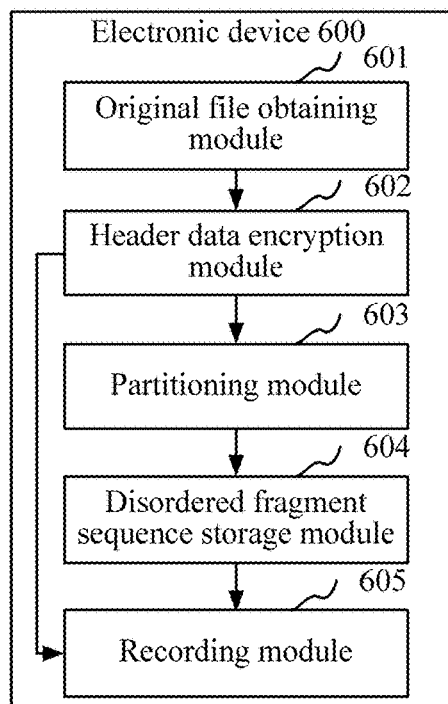 Electronic device 600
601
Original file obtaining
module
602
Header data encryption
module
603
Partitioning module
604
Disordered fragment
sequence storage module
605
Recording module